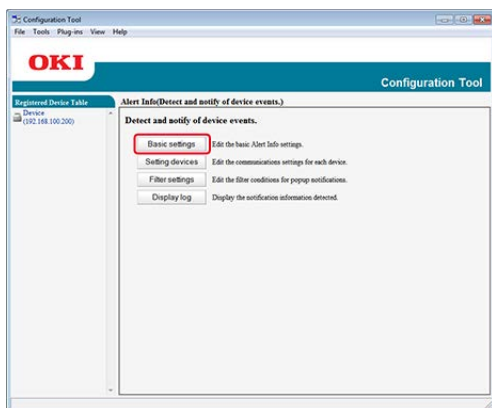 Configuration Tool
File Tools Plug-ins View Help
OKI
Configuration Tool
Registered Device Table
Device
(192.168.100.200)
Alert Info(Detect and notify of device events.)
Detect and notify of device events.
Basic settings Edit the basic Alert Info settings.
Setting devices Edit the communications settings for each device.
Filter settings Edit the filter conditions for popup notifications.
Display log Display the notification information detected.